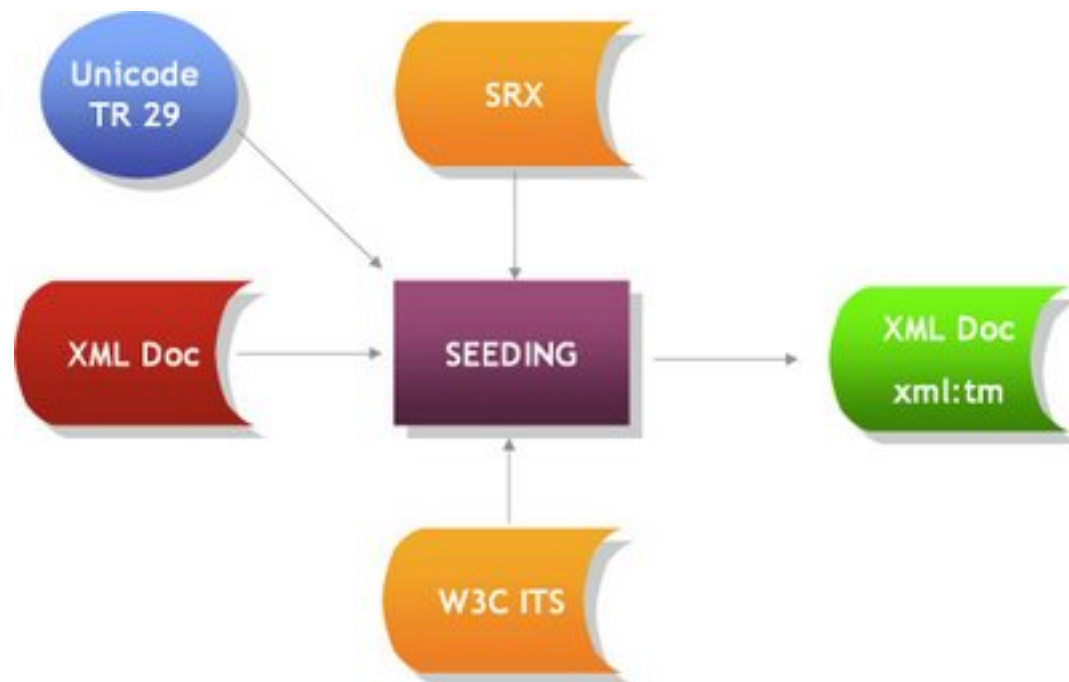 Unicode
TR 29
SRX
XML Doc
SEEDING
XML Doc
xml:tm
W3C ITS